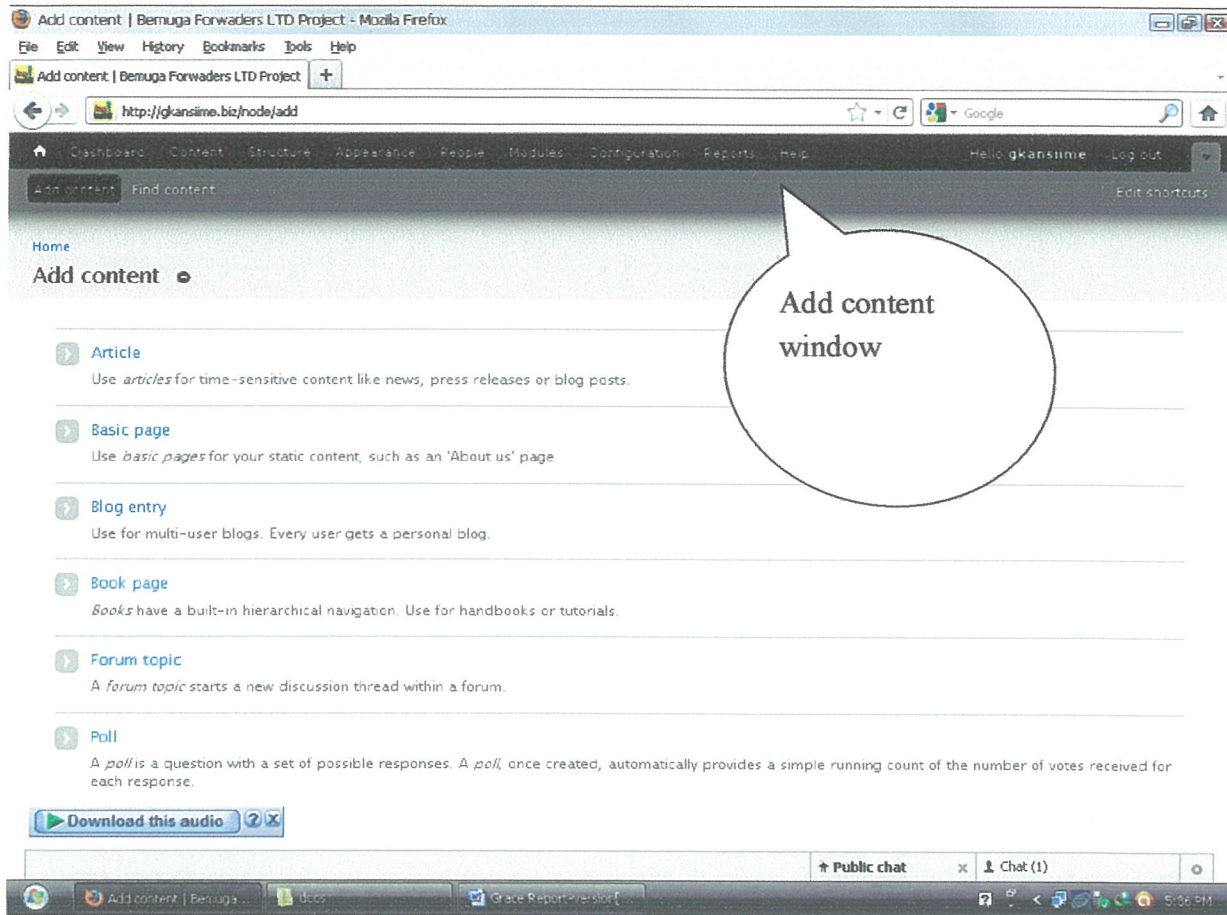 Add content | Bemuga Forwaders LTD Project - Mozilla Firefox
File Edit View History Bookmarks Tools Help
Add content | Bemuga Forwaders LTD Project +
http://gkansiime.biz/node/add Google
Dashboard Content Structure Appearance People Modules Configuration Reports Help Hello gkansiime Log out
Add content Find content Edit shortcuts
Home
Add content
Add content
window
Article
Use articles for time-sensitive content like news, press releases or blog posts.
Basic page
Use basic pages for your static content, such as an 'About us' page
Blog entry
Use for multi-user blogs. Every user gets a personal blog.
Book page
Books have a built-in hierarchical navigation. Use for handbooks or tutorials.
Forum topic
A forum topic starts a new discussion thread within a forum.
Poll
A poll is a question with a set of possible responses. A poll, once created, automatically provides a simple running count of the number of votes received for
each response.
Download this audio ? X
Public chat x Chat (1)
Add content | Bemuga ... docs Grace Report-version[ ... 5:36 PM